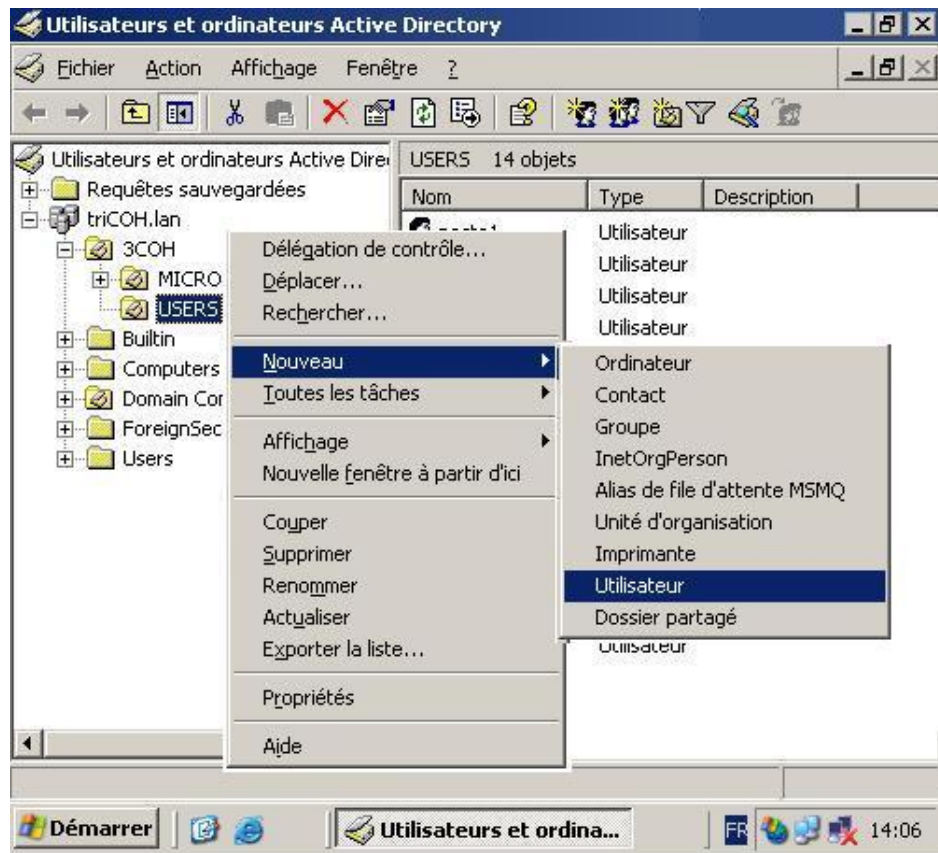 Utilisateurs et ordinateurs Active Directory
Fichier Action Affichage Fenêtre ?
Utilisateurs et ordinateurs Active Dire
USERS 14 objets
Requêtes sauvegardées
Nom Type Description
triCOH.lan
3COH
MICRO
USERS
Builtin
Computers
Domain Cor
ForeignSec
Users
Utilisateur
Utilisateur
Utilisateur
Utilisateur
Délégation de contrôle...
Déplacer...
Rechercher...
Nouveau
Toutes les tâches
Affichage
Nouvelle fenêtre à partir d'ici
Couper
Supprimer
Renommer
Actualiser
Exporter la liste...
Propriétés
Aide
Ordinateur
Contact
Groupe
InetOrgPerson
Alias de file d'attente MSMQ
Unité d'organisation
Imprimante
Utilisateur
Dossier partagé
Utilisateur
Démarrer
Utilisateurs et ordina...
FR
14:06